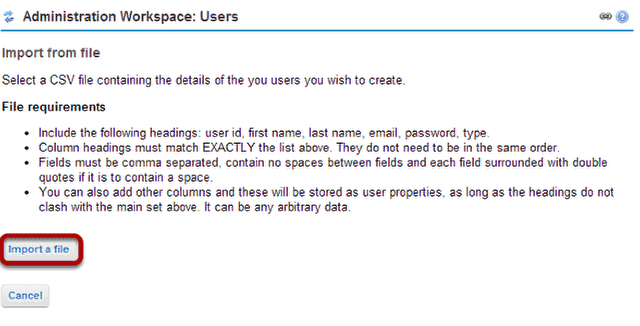 Administration Workspace: Users
Import from file
Select a CSV file containing the details of the you users you wish to create.
File requirements
Include the following headings: user id, first name, last name, email, password, type.
Column headings must match EXACTLY the list above. They do not need to be in the same order.
Fields must be comma separated, contain no spaces between fields and each field surrounded with double
quotes if it is to contain a space.
You can also add other columns and these will be stored as user properties, as long as the headings do not
clash with the main set above. It can be any arbitrary data.
Import a file
Cancel